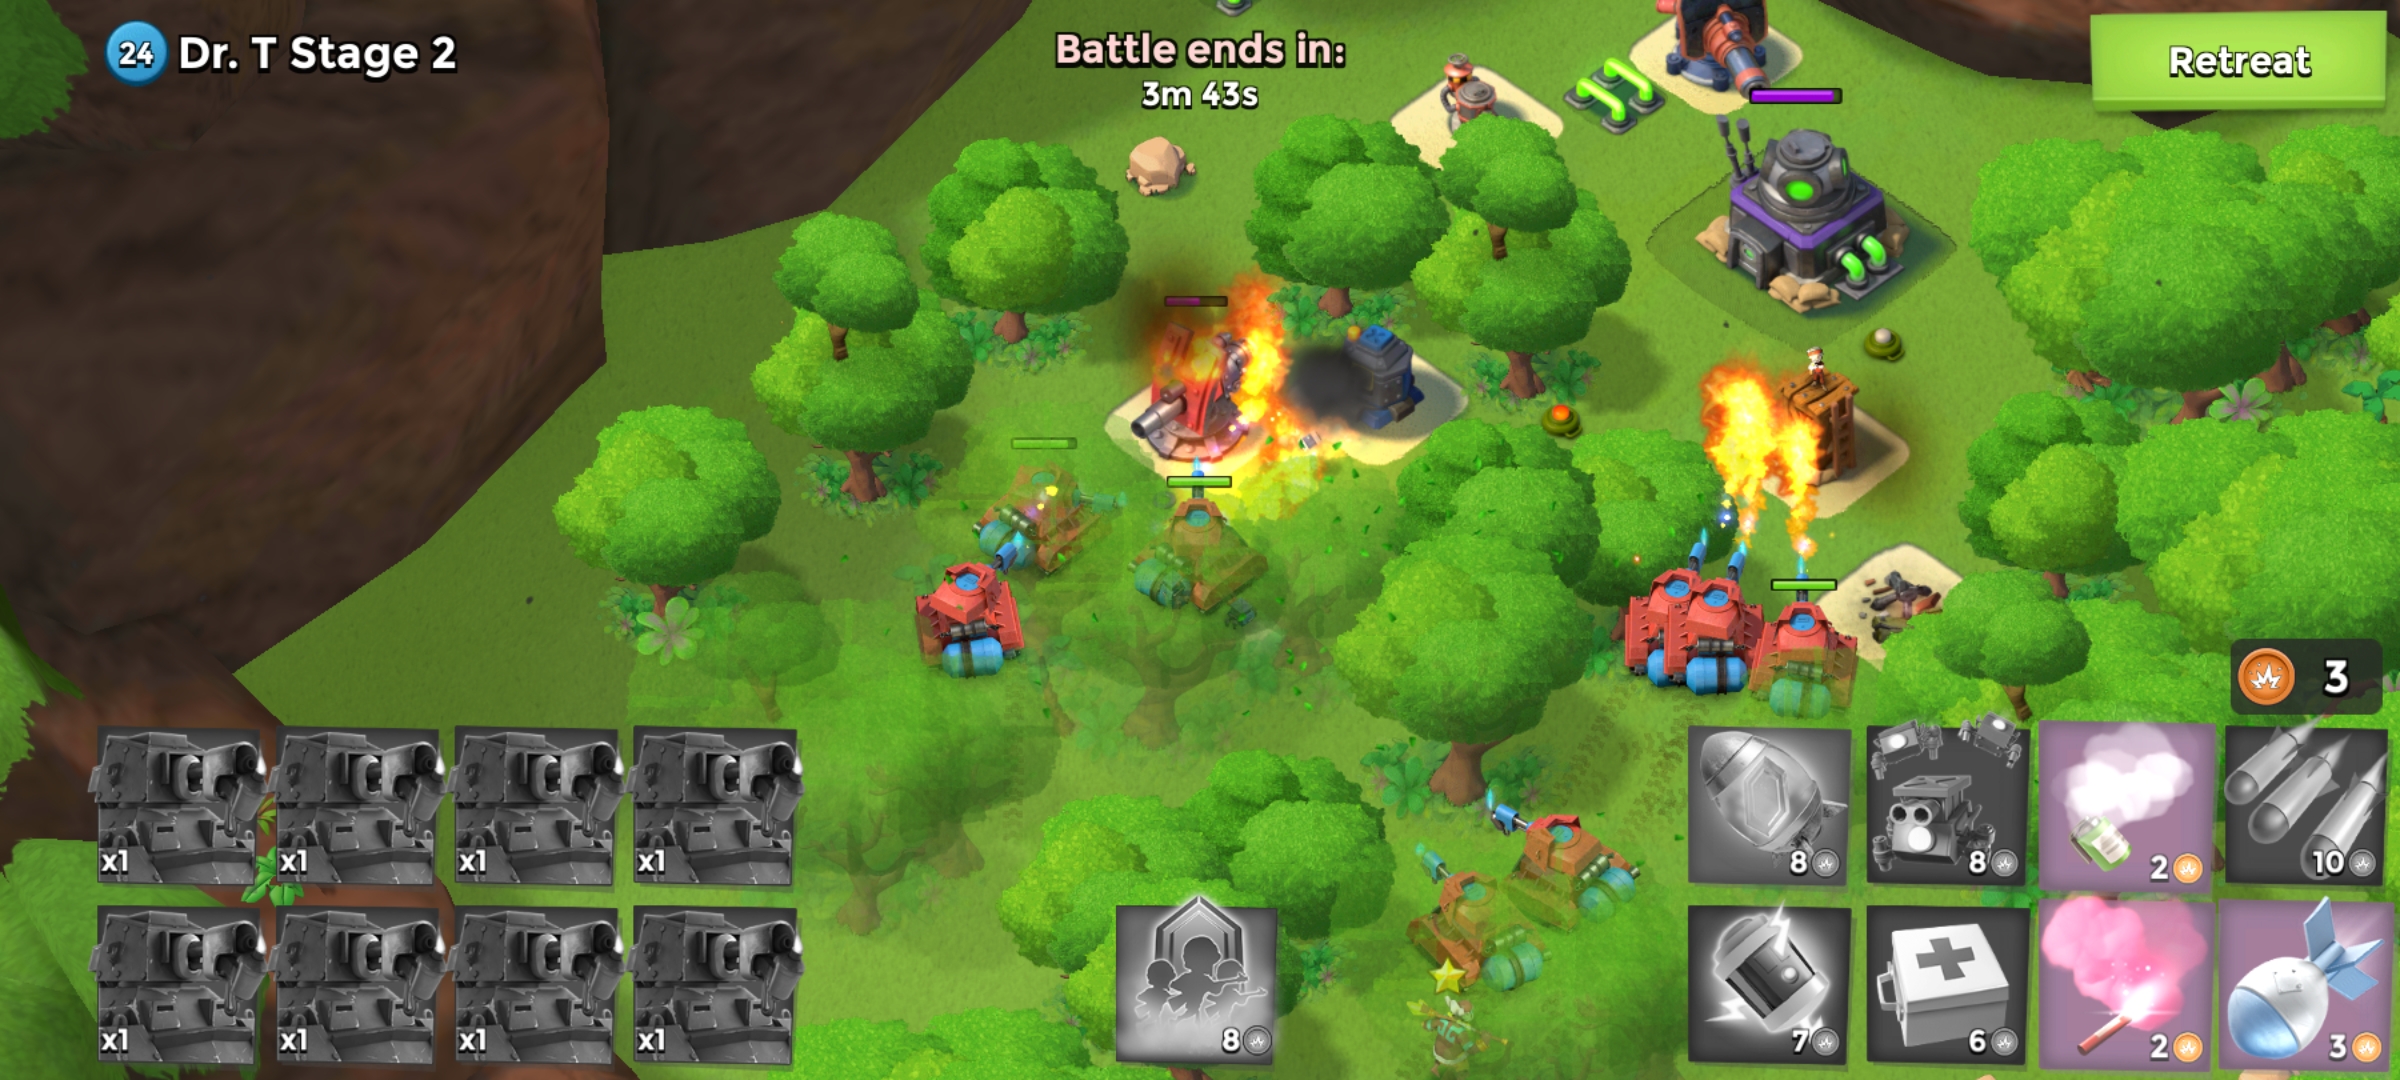 24 Dr. T Stage 2
Battle ends in:
3m 43s
Retreat
3
x1 x1 x1 x1
8 8 2 10
x1 x1 x1 x1
8
7 6 2 3